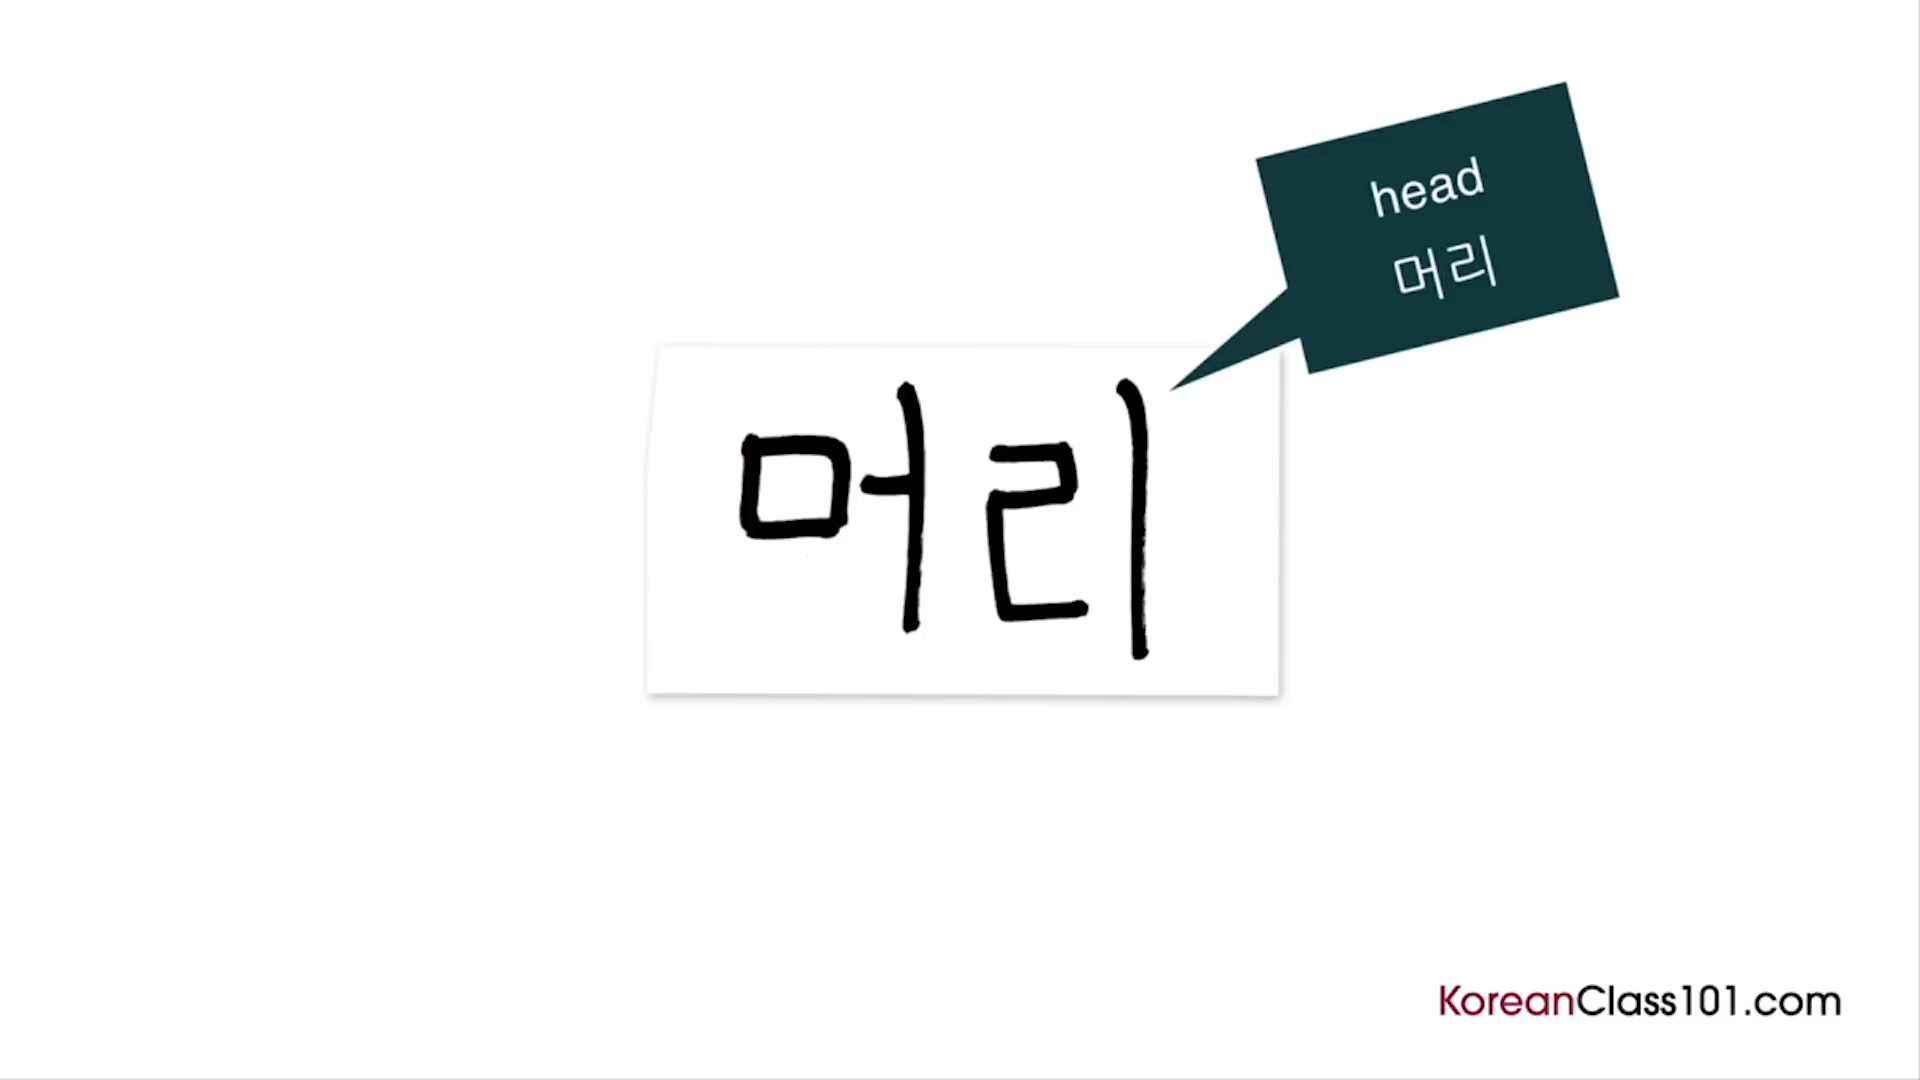 head
머리
머리
KoreanClass101.com